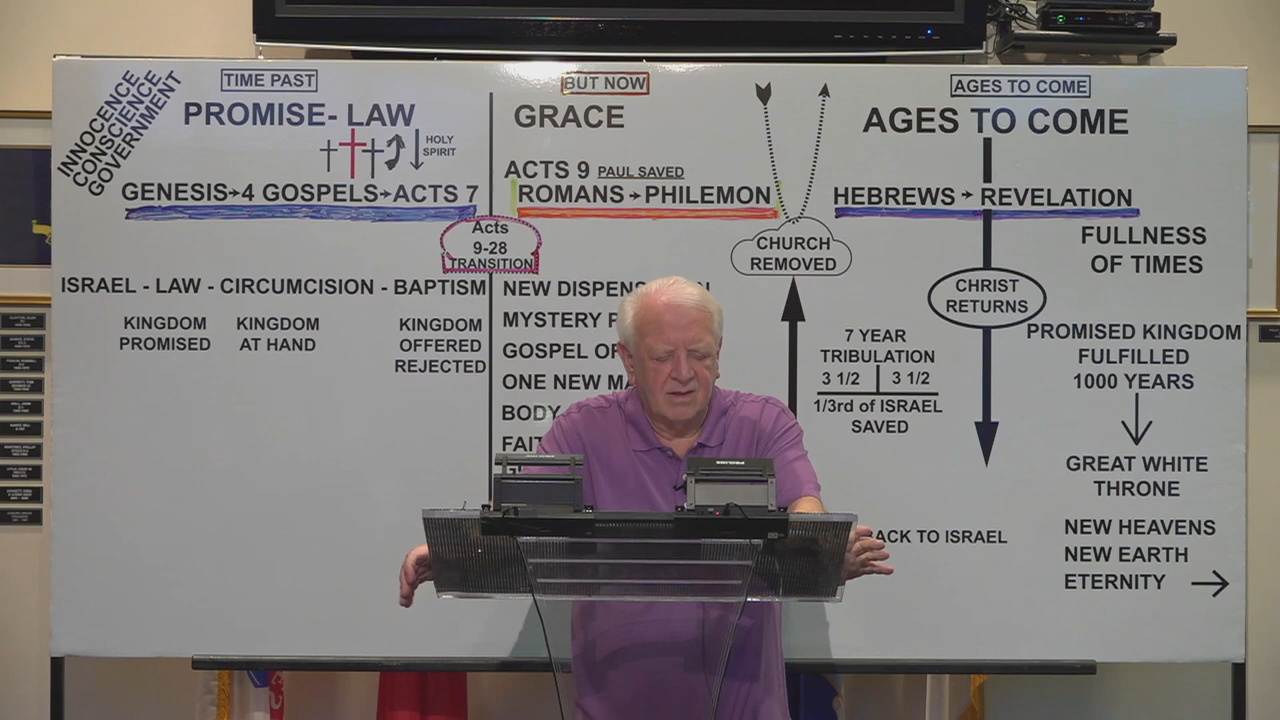 INNOCENCE
CONSCIENCE
GOVERNMENT
TIME PAST
PROMISE- LAW
HOLY
SPIRIT
GENESIS→4 GOSPELS→ACTS 7
Acts
9-28
TRANSITION
ISRAEL - LAW - CIRCUMCISION - BAPTISM
KINGDOM
PROMISED
KINGDOM
AT HAND
KINGDOM
OFFERED
REJECTED
BUT NOW
GRACE
ACTS 9 PAUL SAVED
ROMANS→PHILEMON
CHURCH
REMOVED
NEW DISPENS
MYSTERY P
GOSPEL OF
ONE NEW MA
BODY
FAIT
7 YEAR
TRIBULATION
3 1/2 3 1/2
1/3rd of ISRAEL
SAVED
BACK TO ISRAEL
AGES TO COME
AGES TO COME
HEBREWS → REVELATION
FULLNESS
OF TIMES
CHRIST
RETURNS
PROMISED KINGDOM
FULFILLED
1000 YEARS
GREAT WHITE
THRONE
NEW HEAVENS
NEW EARTH
ETERNITY →